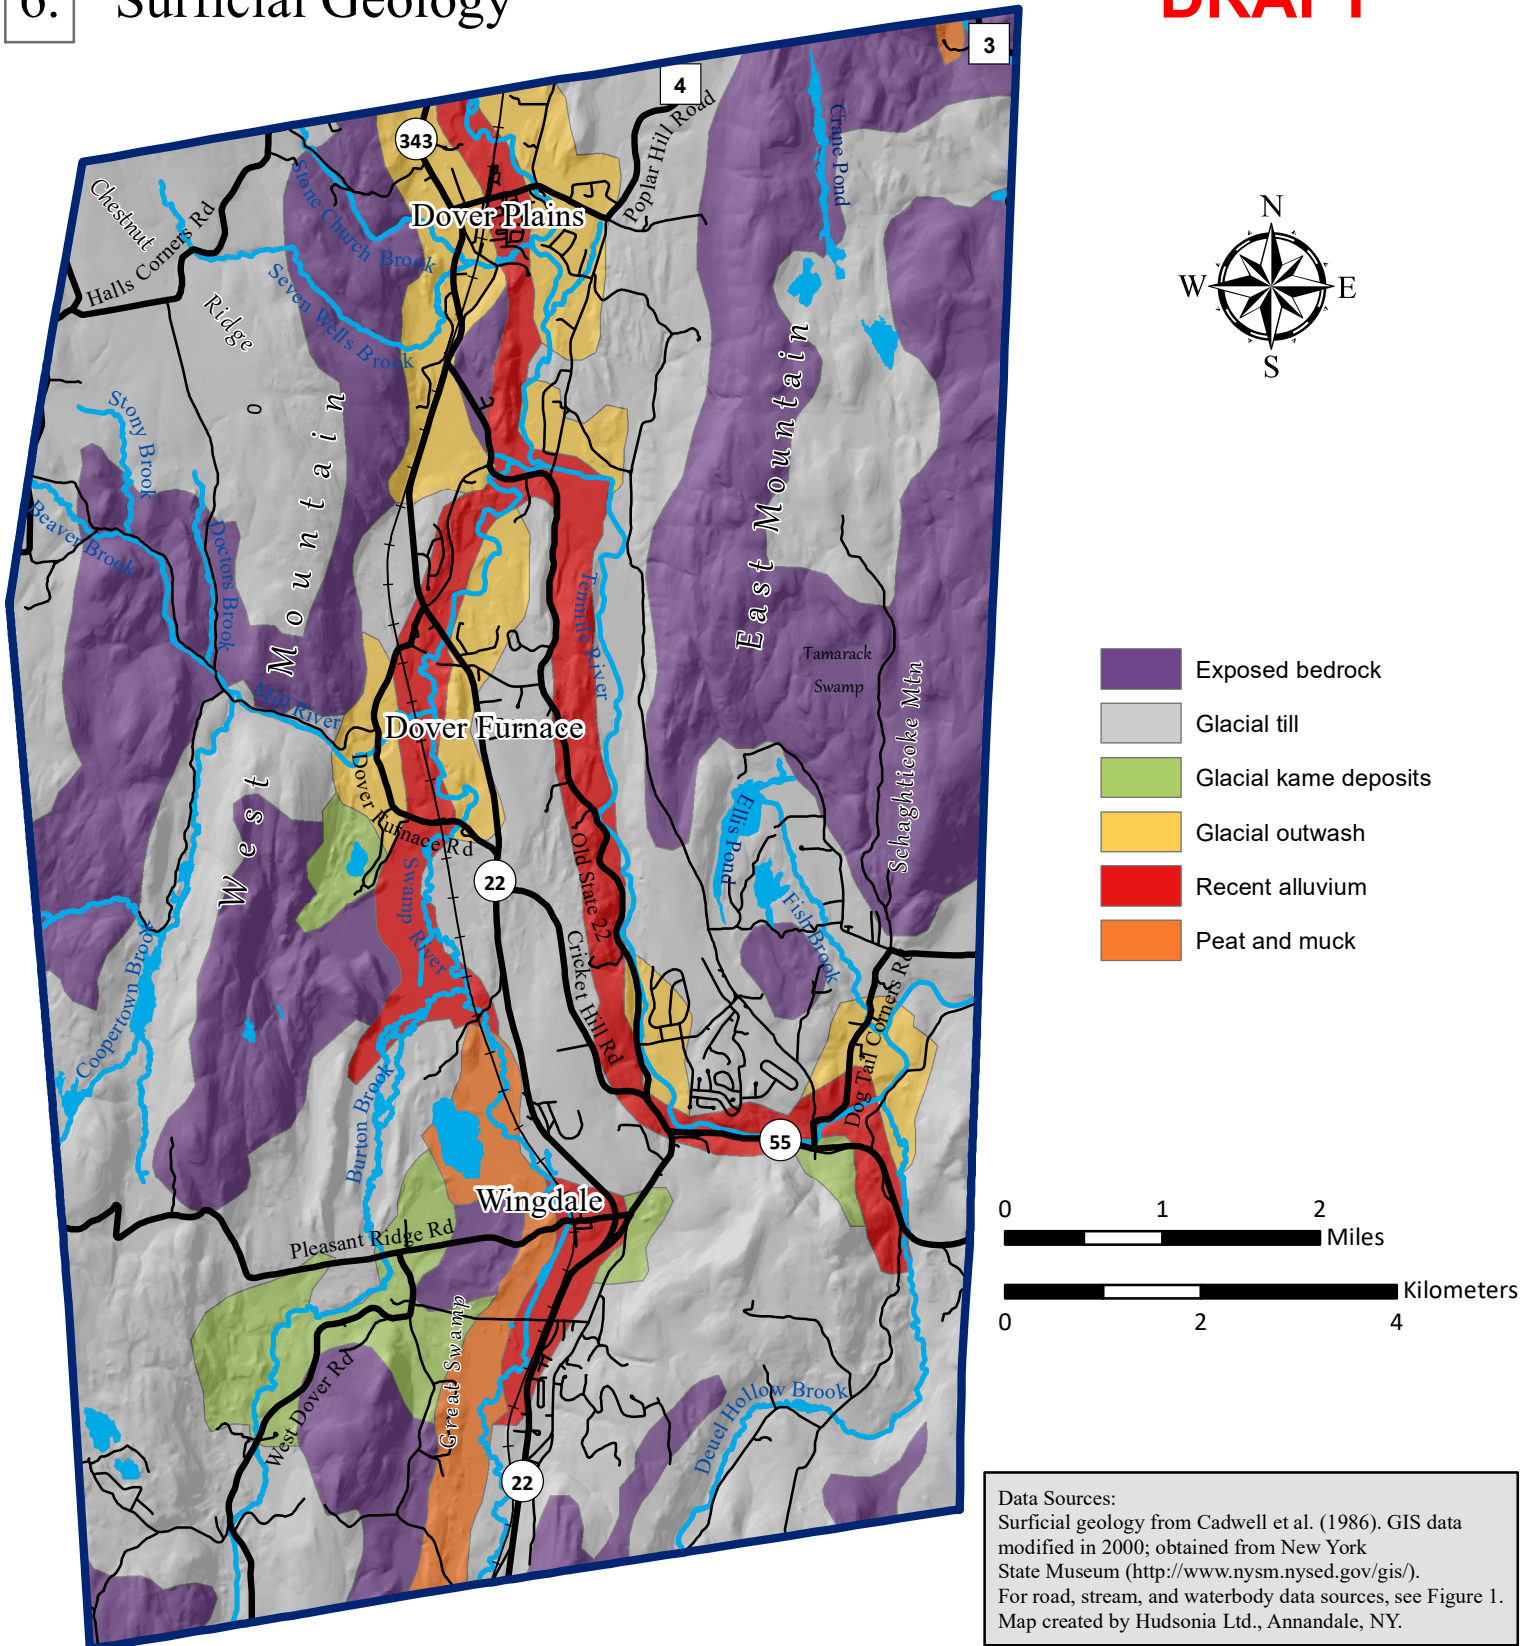 6. Surficial Geology
DRAFT
3
4
343
Poplar Hill Road
Crane Pond
Chestnut
Ridge
Halls Corners Rd
Stone Church Brook
Dover Plains
Seven Wells Brook
N
W E
S
Stony Brook
Beaver Brook
Doctors Brook
West Mountain
East Mountain
Tenmile River
Tamarack
Swamp
Schaghticoke Mtn
Mill River
Dover Furnace
Dover Furnace Rd
Ellis Pond
Fish Brook
Swamp River
22
Old State 22
Cricket Hill Rd
Coopertown Brook
Burton Brook
Dog Tail Corners Rd
55
Wingdale
Pleasant Ridge Rd
Great Swamp
West Dover Rd
Deuel Hollow Brook
22
Exposed bedrock
Glacial till
Glacial kame deposits
Glacial outwash
Recent alluvium
Peat and muck
0 1 2
Miles
Kilometers
0 2 4
Data Sources:
Surficial geology from Cadwell et al. (1986). GIS data
modified in 2000; obtained from New York
State Museum (http://www.nysm.nysed.gov/gis/).
For road, stream, and waterbody data sources, see Figure 1.
Map created by Hudsonia Ltd., Annandale, NY.